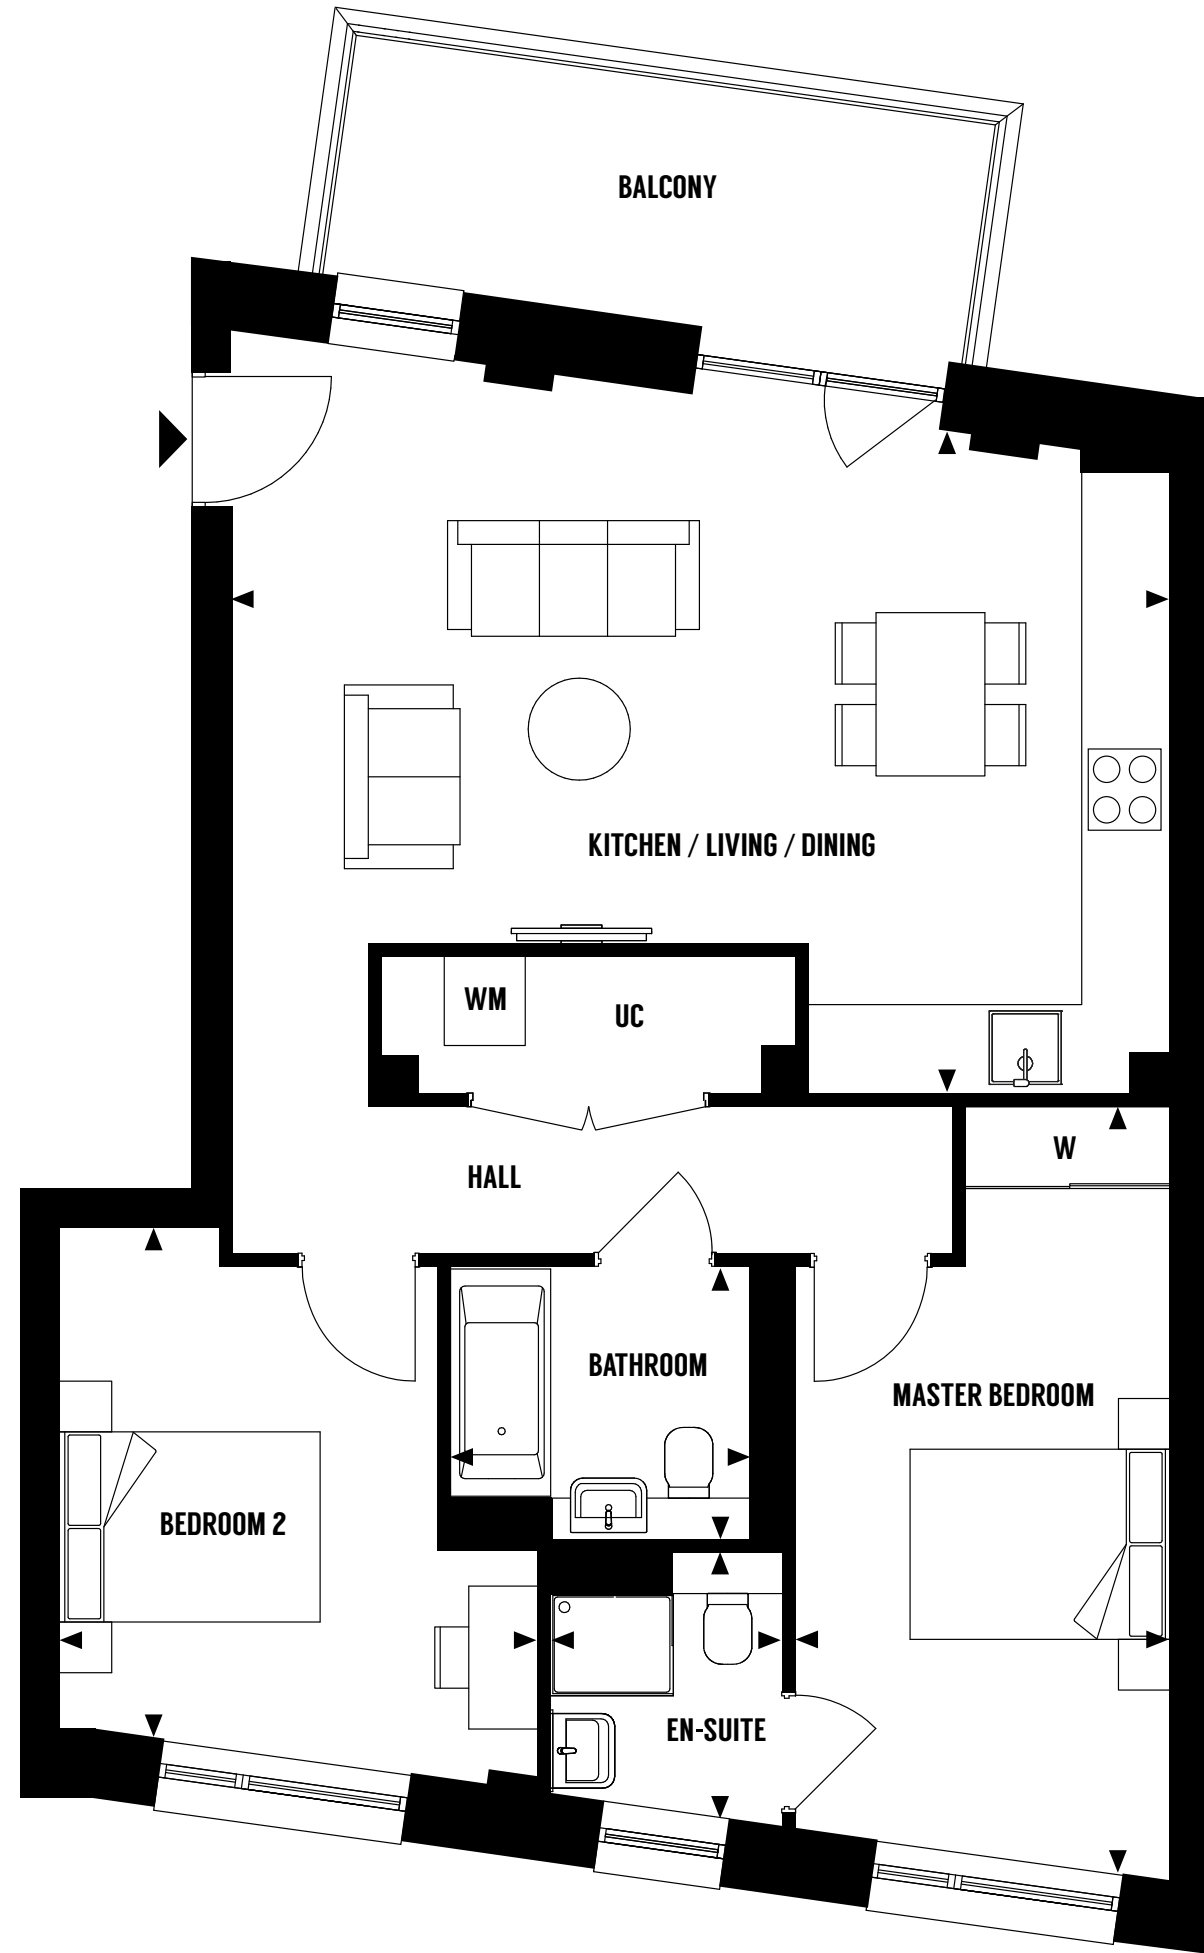 BALCONY
KITCHEN / LIVING / DINING
WM
UC
W
HALL
BATHROOM
MASTER BEDROOM
BEDROOM 2
EN-SUITE